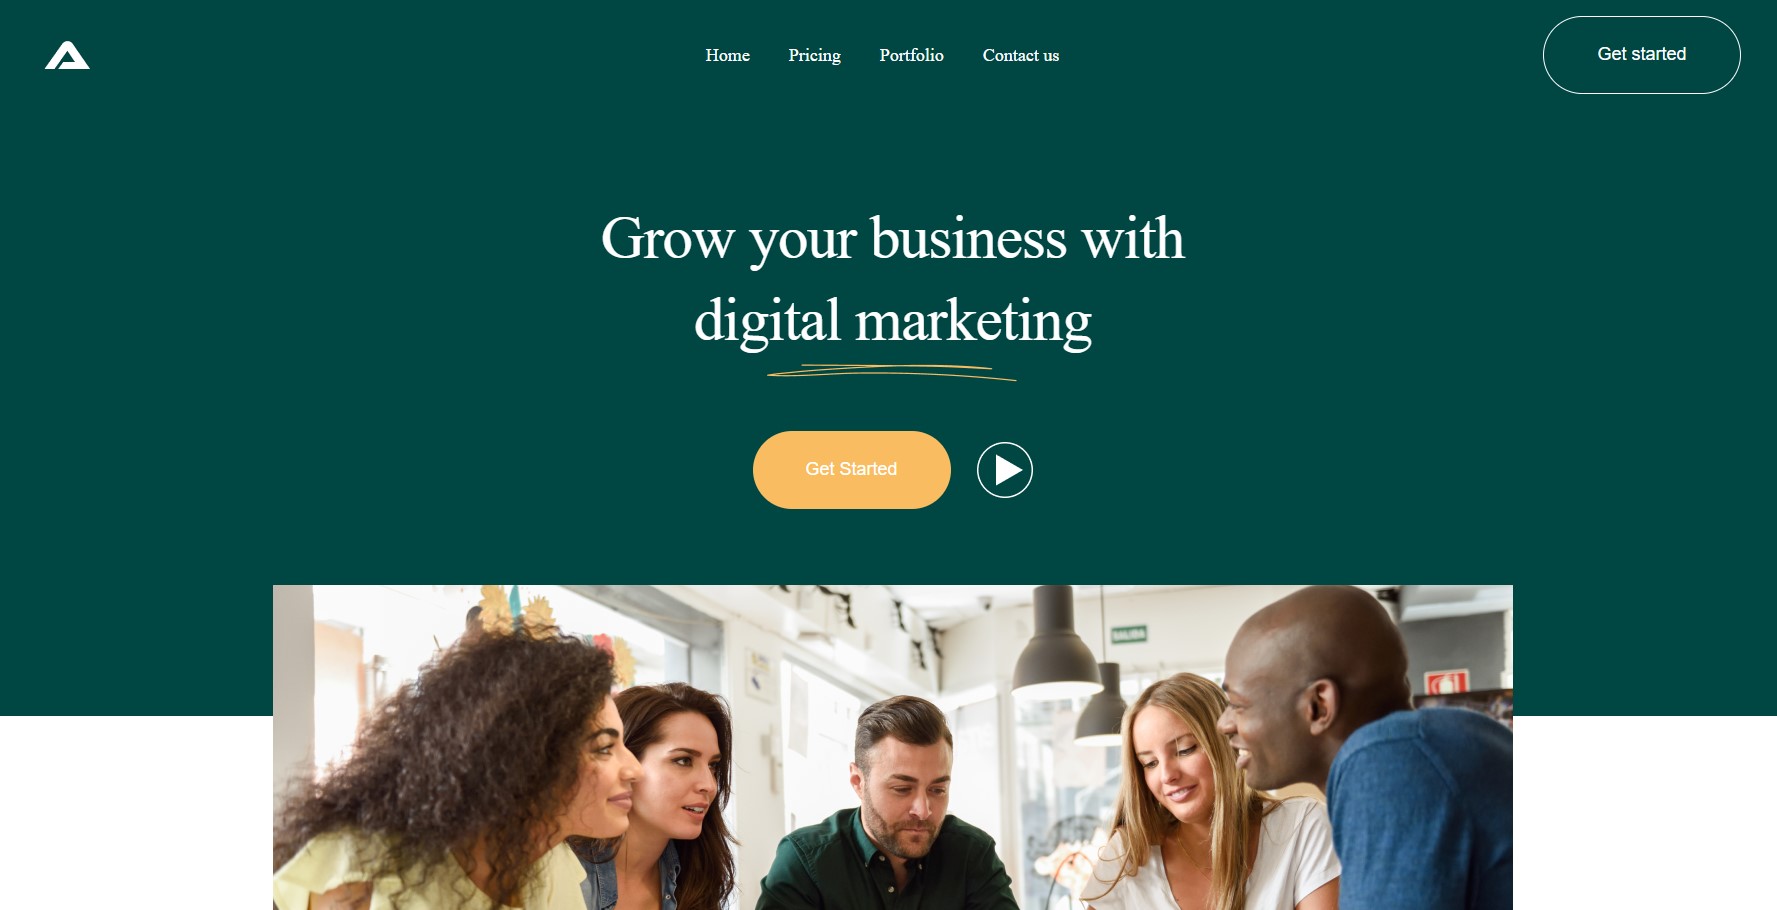 Home Pricing Portfolio Contact us Get started
Grow your business with
digital marketing
Get Started
SALIDA